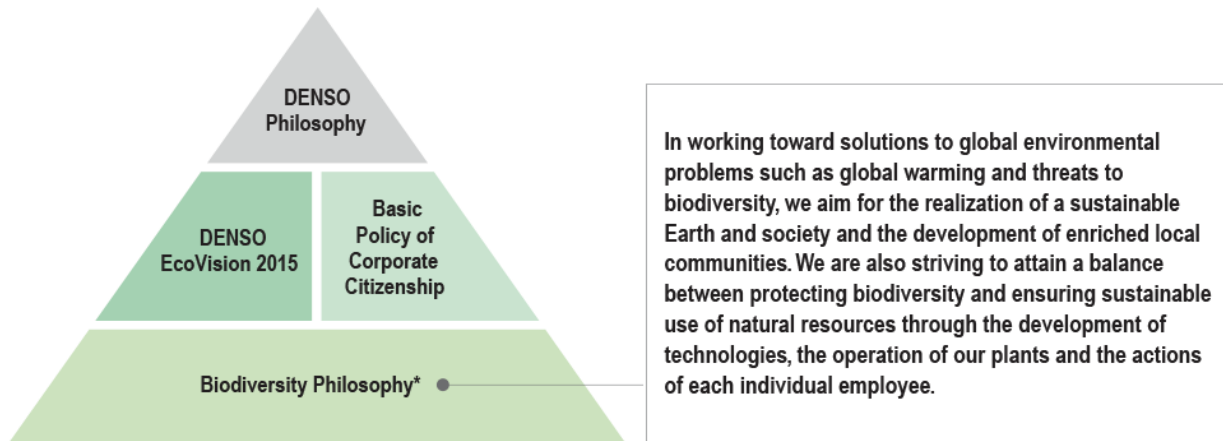 DENSO
Philosophy
DENSO
EcoVision 2015
Basic
Policy of
Corporate
Citizenship
Biodiversity Philosophy*
In working toward solutions to global environmental
problems such as global warming and threats to
biodiversity, we aim for the realization of a sustainable
Earth and society and the development of enriched local
communities. We are also striving to attain a balance
between protecting biodiversity and ensuring sustainable
use of natural resources through the development of
technologies, the operation of our plants and the actions
of each individual employee.